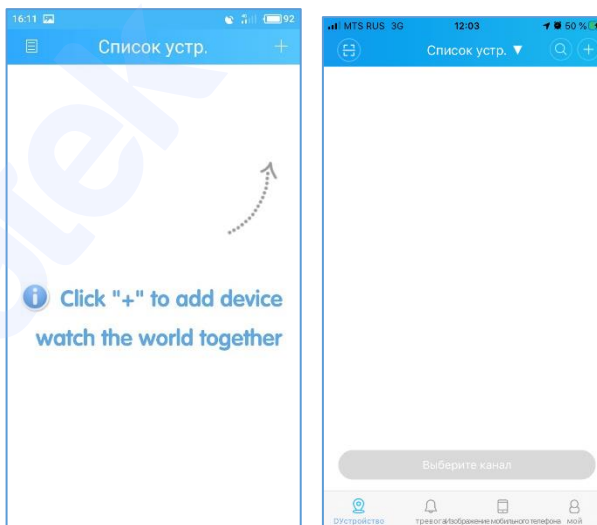 16:11 92
Список устр.
Click "+" to add device
watch the world together
MTS RUS 3G 12:03 50 %
Список устр. ▼
Выберите канал
Устройство тревога Изображение мобильного телефона мой